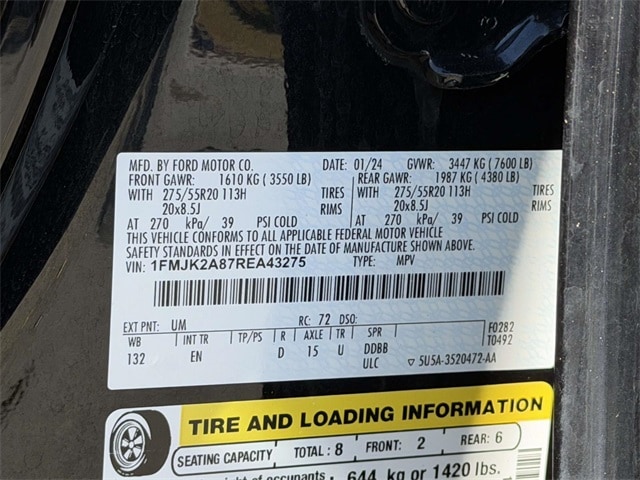 MFD. BY FORD MOTOR CO. DATE: 01/24 GVWR: 3447 KG ( 7600 LB)
FRONT GAWR: 1610 KG ( 3550 LB) REAR GAWR: 1987 KG ( 4380 LB)
WITH 275/55R20 113H TIRES WITH 275/55R20 113H TIRES
20x8.5J RIMS 20x8.5J RIMS
AT 270 kPa/ 39 PSI COLD AT 270 kPa/ 39 PSI COLD
THIS VEHICLE CONFORMS TO ALL APPLICABLE FEDERAL MOTOR VEHICLE
SAFETY STANDARDS IN EFFECT ON THE DATE OF MANUFACTURE SHOWN ABOVE.
VIN: 1FMJK2A87REA43275 TYPE: MPV
EXT PNT: UM RC: 72 DSO: F0282
WB INT TR TP/PS R AXLE TR SPR T0492
132 EN D 15 U DDBB
ULC ▽ 5U5A-3520472-AA
TIRE AND LOADING INFORMATION
SEATING CAPACITY TOTAL: 8 FRONT: 2 REAR: 6
of occupants 644 kg or 1420 lbs.